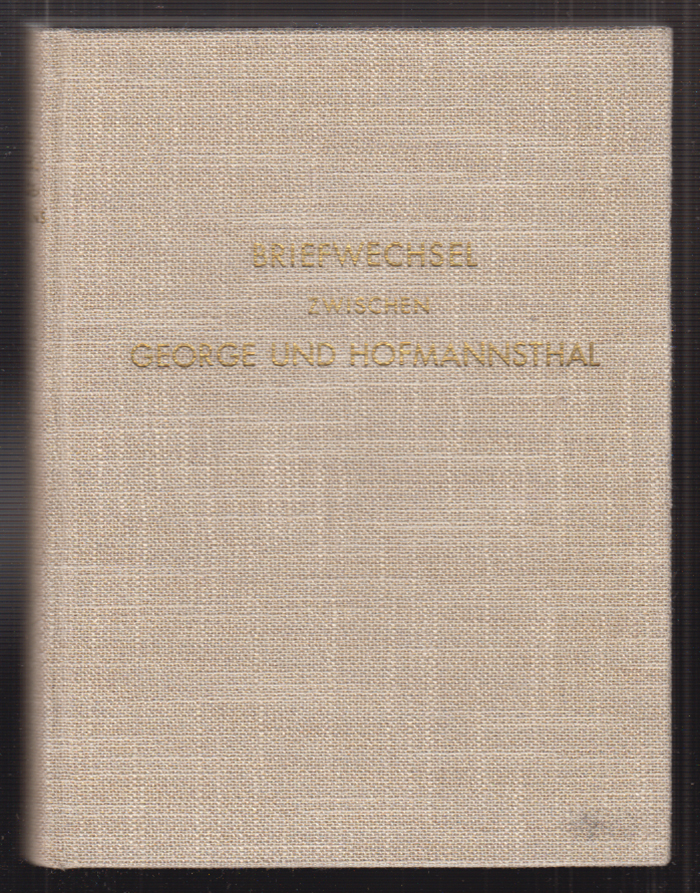 BRIEFWECHSEL
ZWISCHEN
GEORGE UND HOFMANNSTHAL